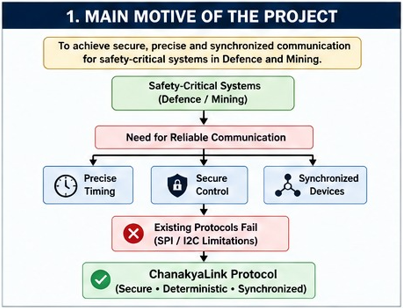 1. MAIN MOTIVE OF THE PROJECT
To achieve secure, precise and synchronized communication
for safety-critical systems in Defence and Mining.
Safety-Critical Systems
(Defence / Mining)
Need for Reliable Communication
Precise
Timing
Secure
Control
Synchronized
Devices
Existing Protocols Fail
(SPI / I2C Limitations)
ChanakyaLink Protocol
(Secure • Deterministic • Synchronized)